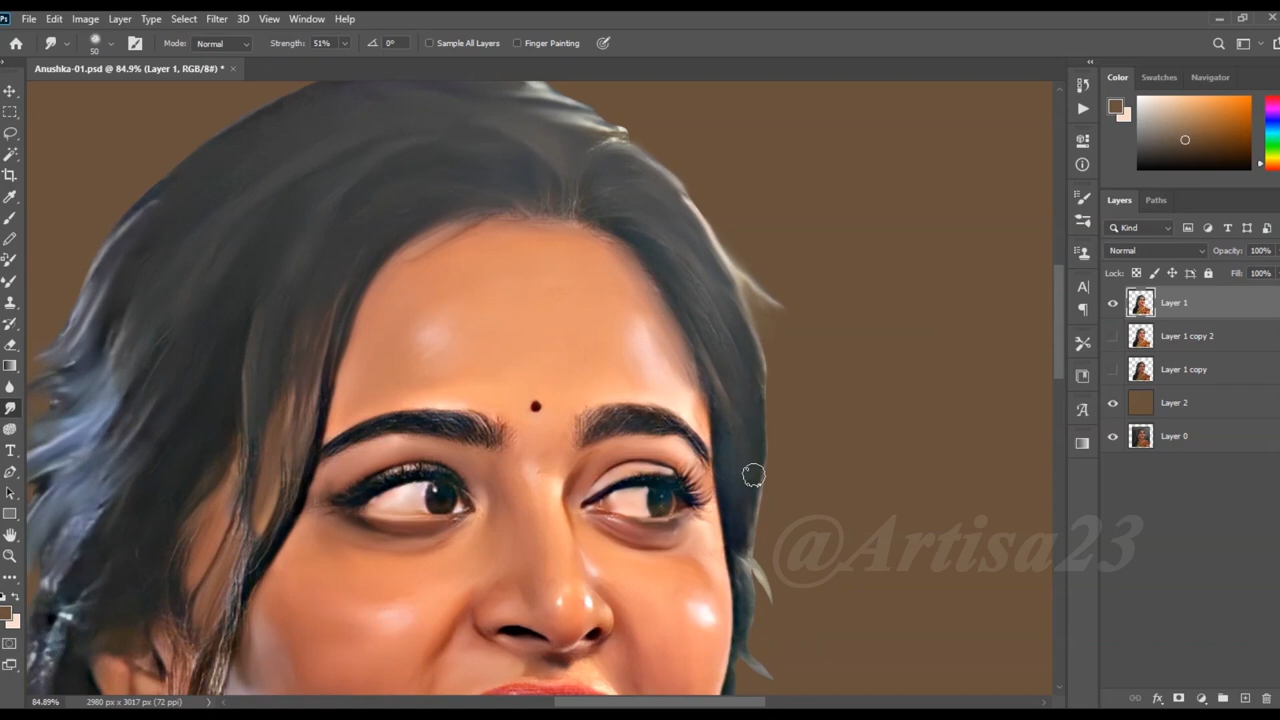 Ps File Edit Image Layer Type Select Filter 3D View Window Help
50 Mode: Normal Strength: 51% 0° Sample All Layers Finger Painting
Anushka-01.psd @ 84.9% (Layer 1, RGB/8#) * ×
Color Swatches Navigator
Layers Paths
Kind
Normal Opacity: 100%
Lock: Fill: 100%
Layer 1
Layer 1 copy 2
Layer 1 copy
Layer 2
Layer 0
@Artisa23
84.89% 2980 px x 3017 px (72 ppi)